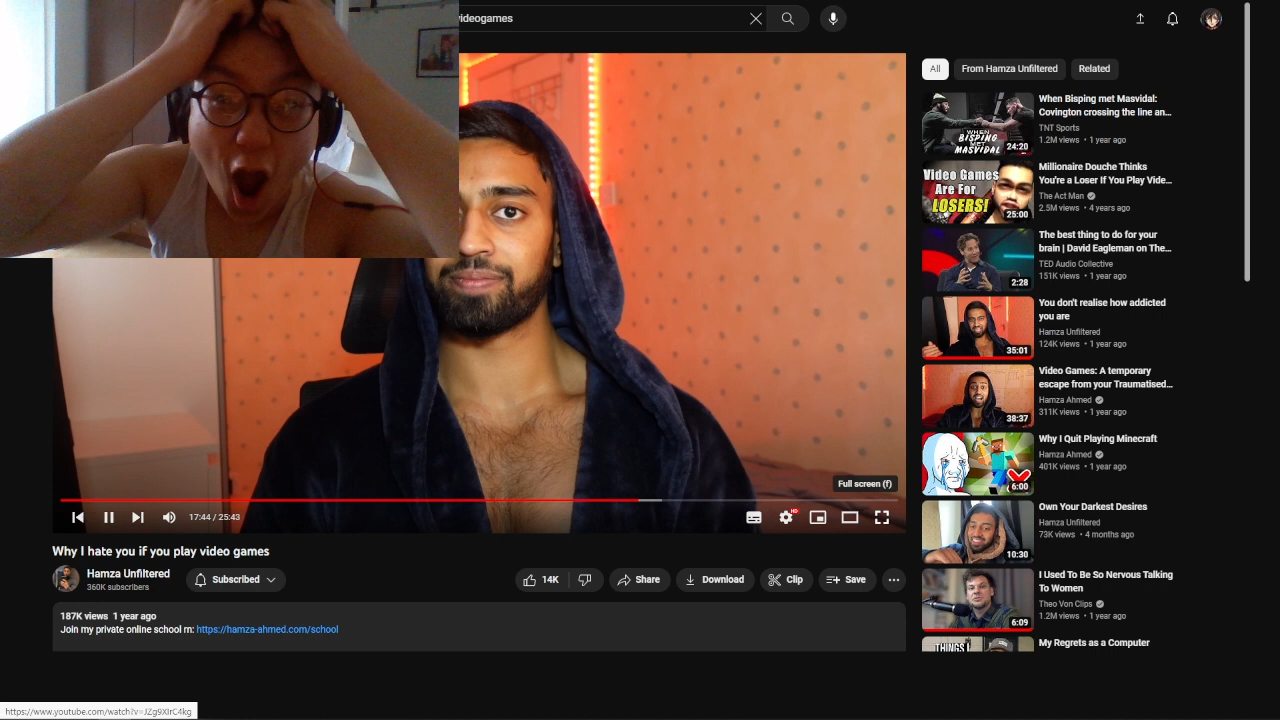 videogames
All
From Hamza Unfiltered
Related
When Bisping met Masvidal:
Covington crossing the line an...
TNT Sports
1.2M views • 1 year ago
WHEN
BISPING
MET
MASVIDAL
24:20
Millionaire Douche Thinks
You're a Loser If You Play Vide...
The Act Man
2.5M views • 4 years ago
Video Games
Are For
LOSERS!
25:00
The best thing to do for your
brain | David Eagleman on The...
TED Audio Collective
151K views • 1 year ago
2:28
You don't realise how addicted
you are
Hamza Unfiltered
124K views • 1 year ago
35:01
Video Games: A temporary
escape from your Traumatised...
Hamza Ahmed
311K views • 1 year ago
38:37
Why I Quit Playing Minecraft
Hamza Ahmed
401K views • 1 year ago
6:00
Own Your Darkest Desires
Hamza Unfiltered
73K views • 4 months ago
10:30
I Used To Be So Nervous Talking
To Women
Theo Von Clips
1.2M views • 1 year ago
6:09
My Regrets as a Computer
THINGS I
Full screen (f)
17:44 / 25:43
HD
Why I hate you if you play video games
Hamza Unfiltered
360K subscribers
Subscribed
14K
Share
Download
Clip
Save
187K views 1 year ago
Join my private online school rn: https://hamza-ahmed.com/school
https://www.youtube.com/watch?v=JZg9XIrC4kg